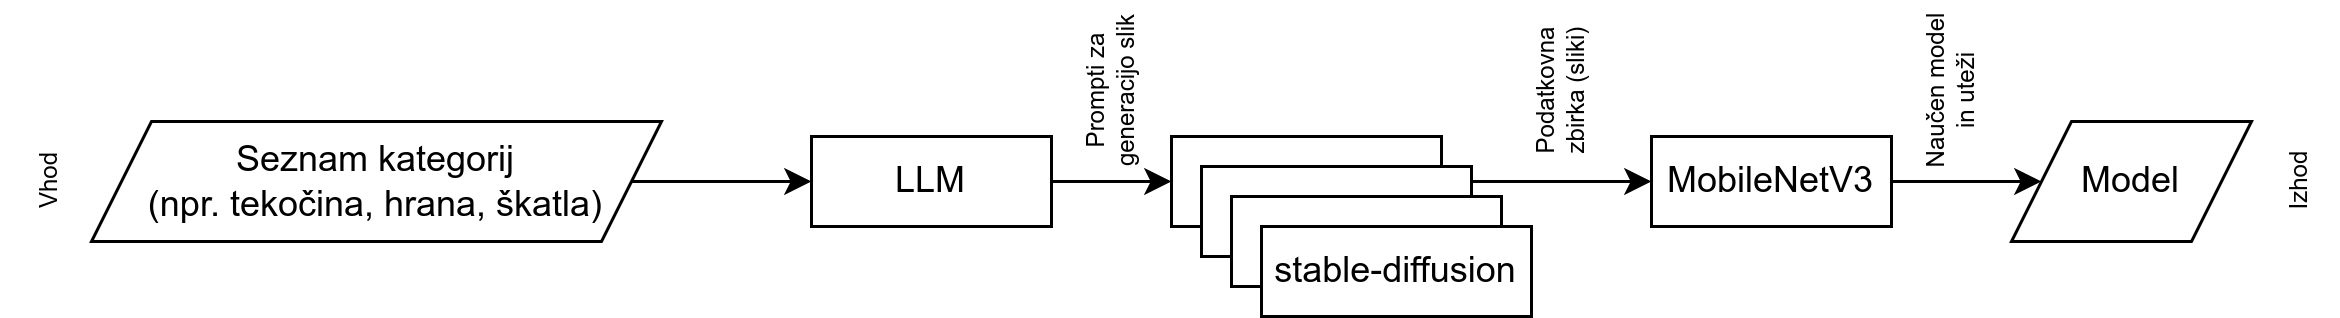 Vhod
Seznam kategorij
(npr. tekočina, hrana, škatla)
LLM
Prompti za
generacijo slik
stable-diffusion
Podatkovna
zbirka (sliki)
MobileNetV3
Naučen model
in uteži
Model
Izhod